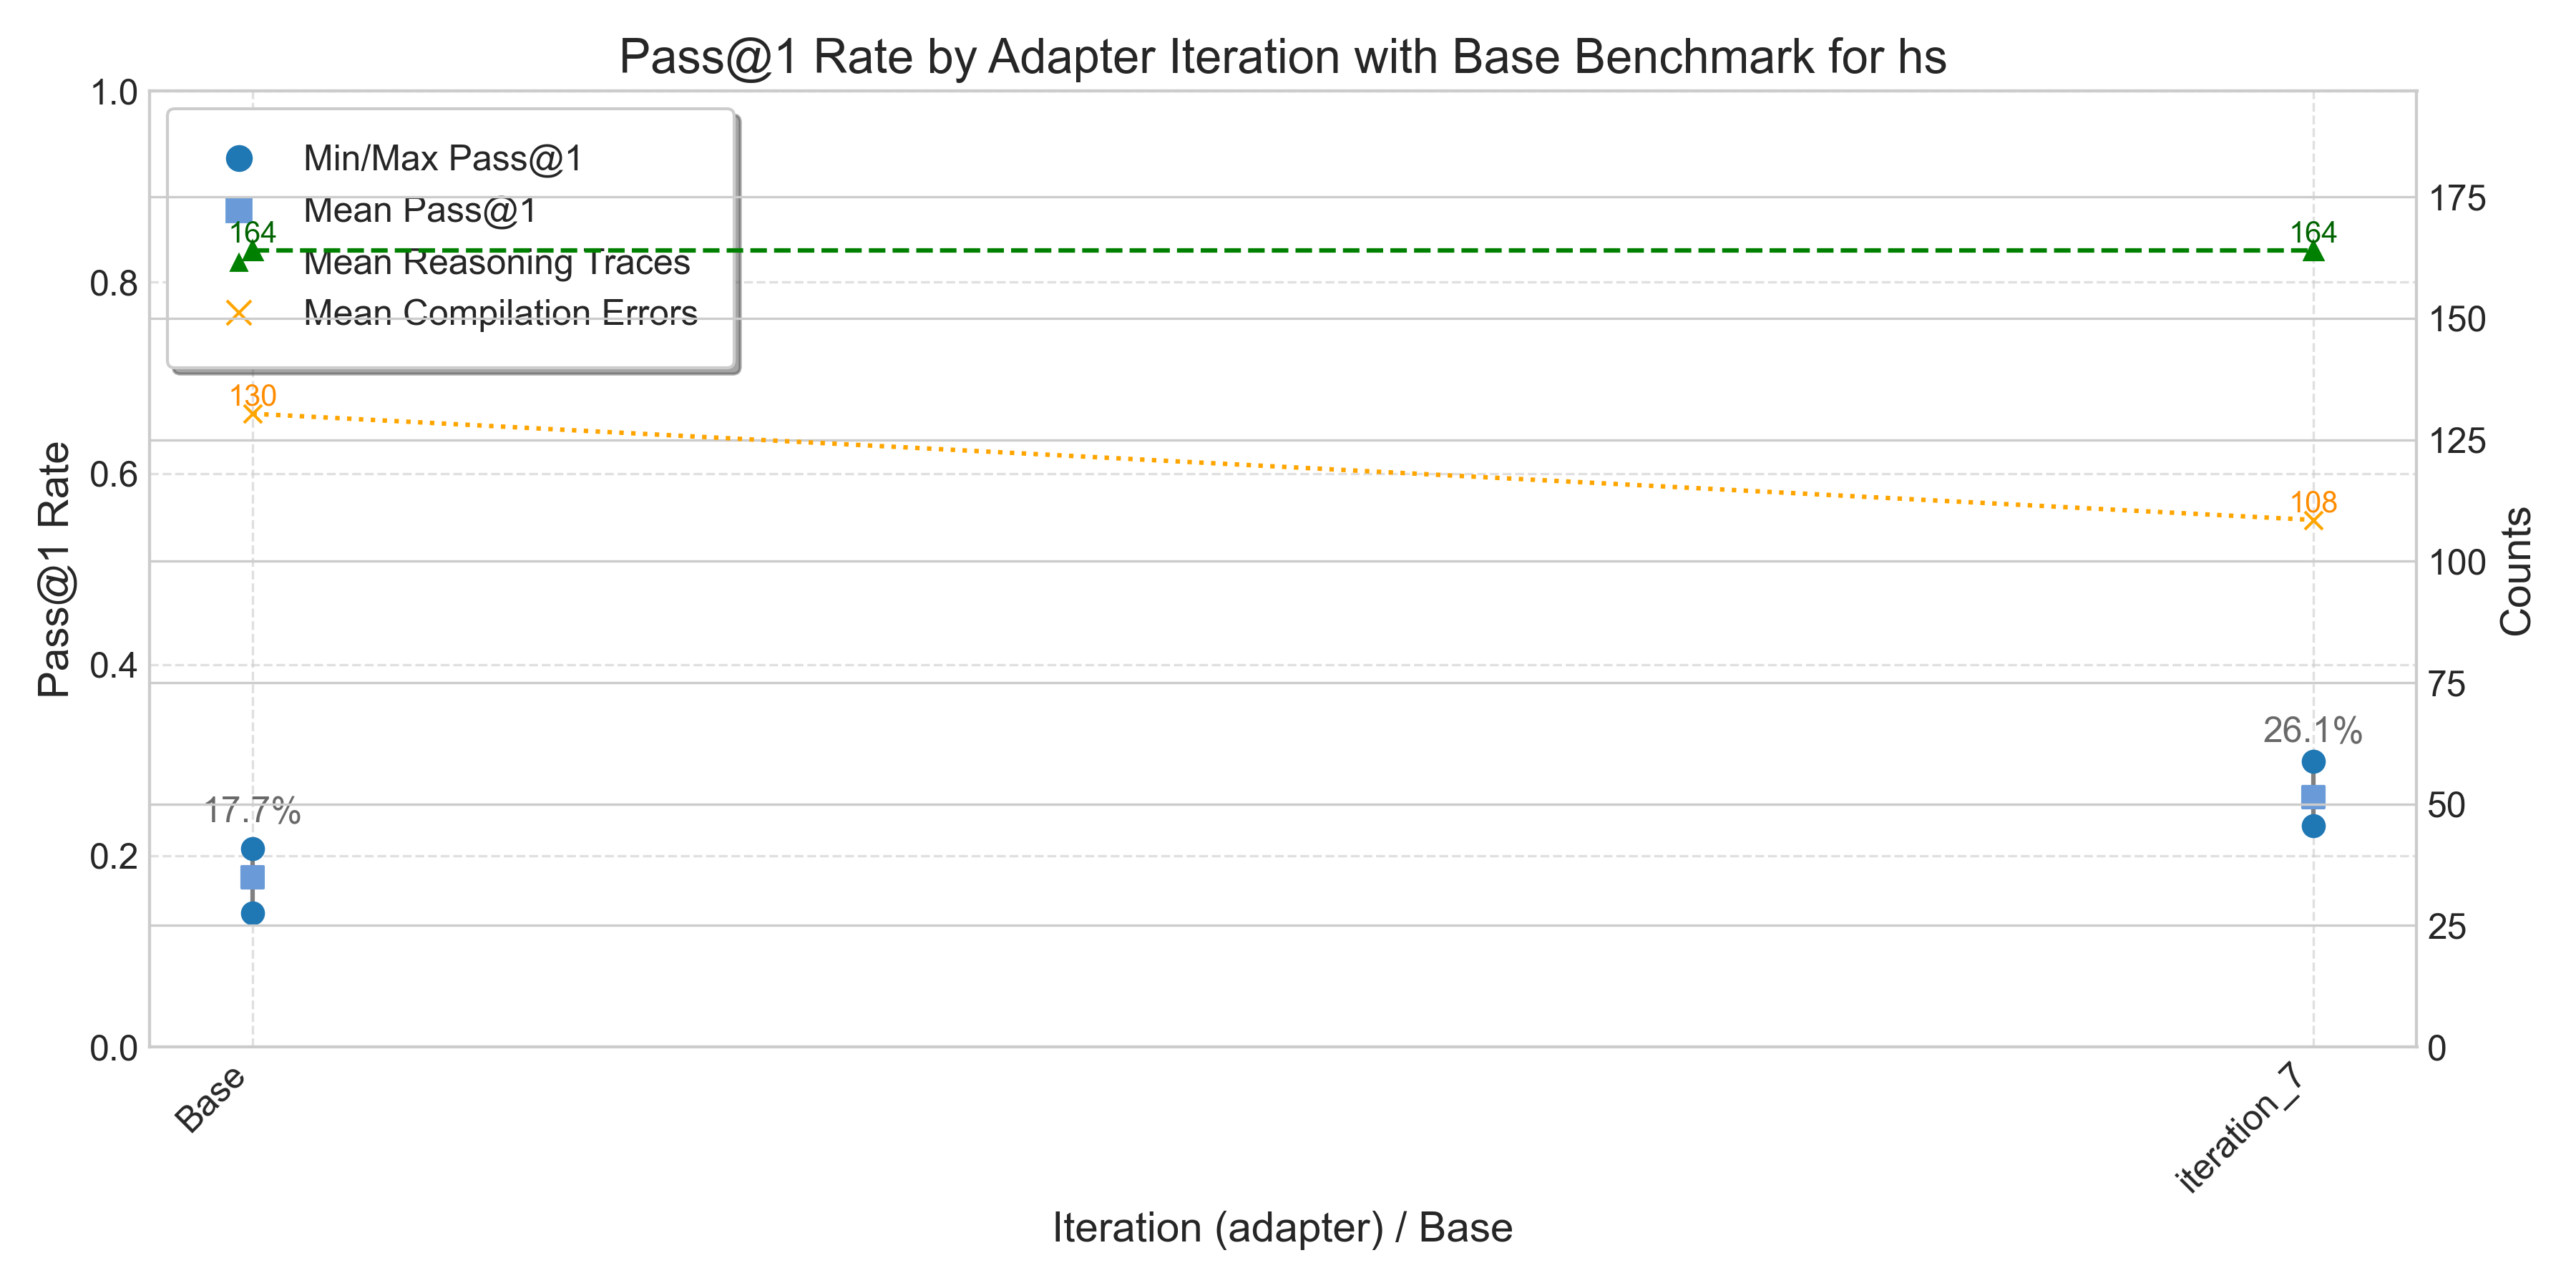 Pass@1 Rate by Adapter Iteration with Base Benchmark for hs
Min/Max Pass@1
Mean Pass@1
Mean Reasoning Traces
Mean Compilation Errors
1.0
0.8
0.6
0.4
0.2
0.0
Pass@1 Rate
175
150
125
100
75
50
25
0
Counts
164
164
130
108
17.7%
26.1%
Base
iteration_7
Iteration (adapter) / Base